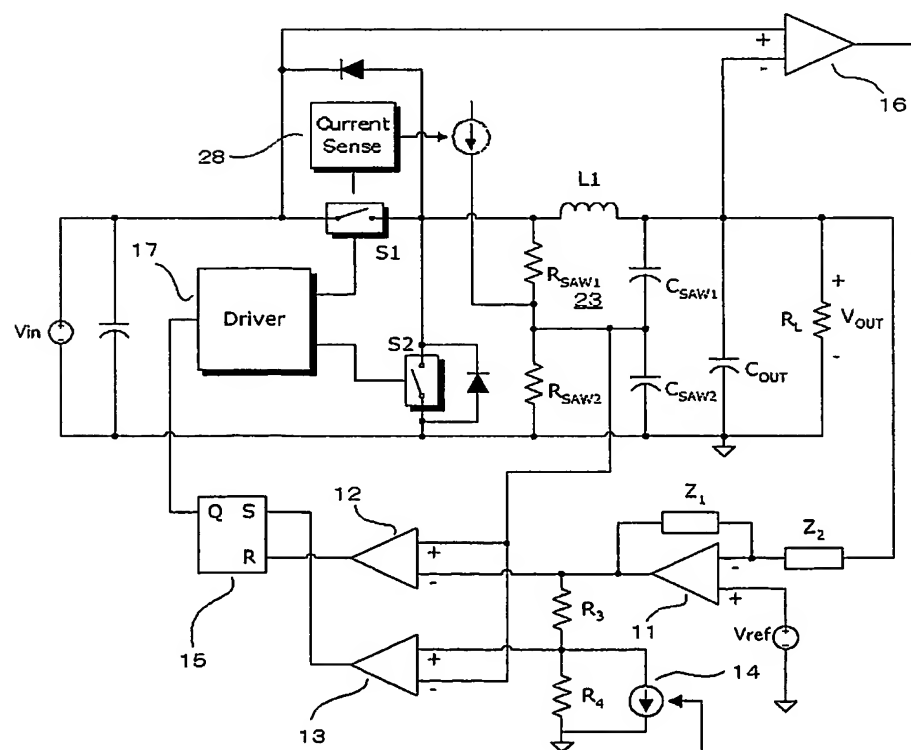 +
-
16
28
Current
Sense
L1
S1
17
R_SAW1
23
C_SAW1
Driver
Vin
+
-
S2
R_SAW2
C_SAW2
C_OUT
R_L
+
V_OUT
-
12
Z_1
Z_2
Q S
R
+
-
-
+
11
15
R_3
Vref
+
-
+
-
14
R_4
13